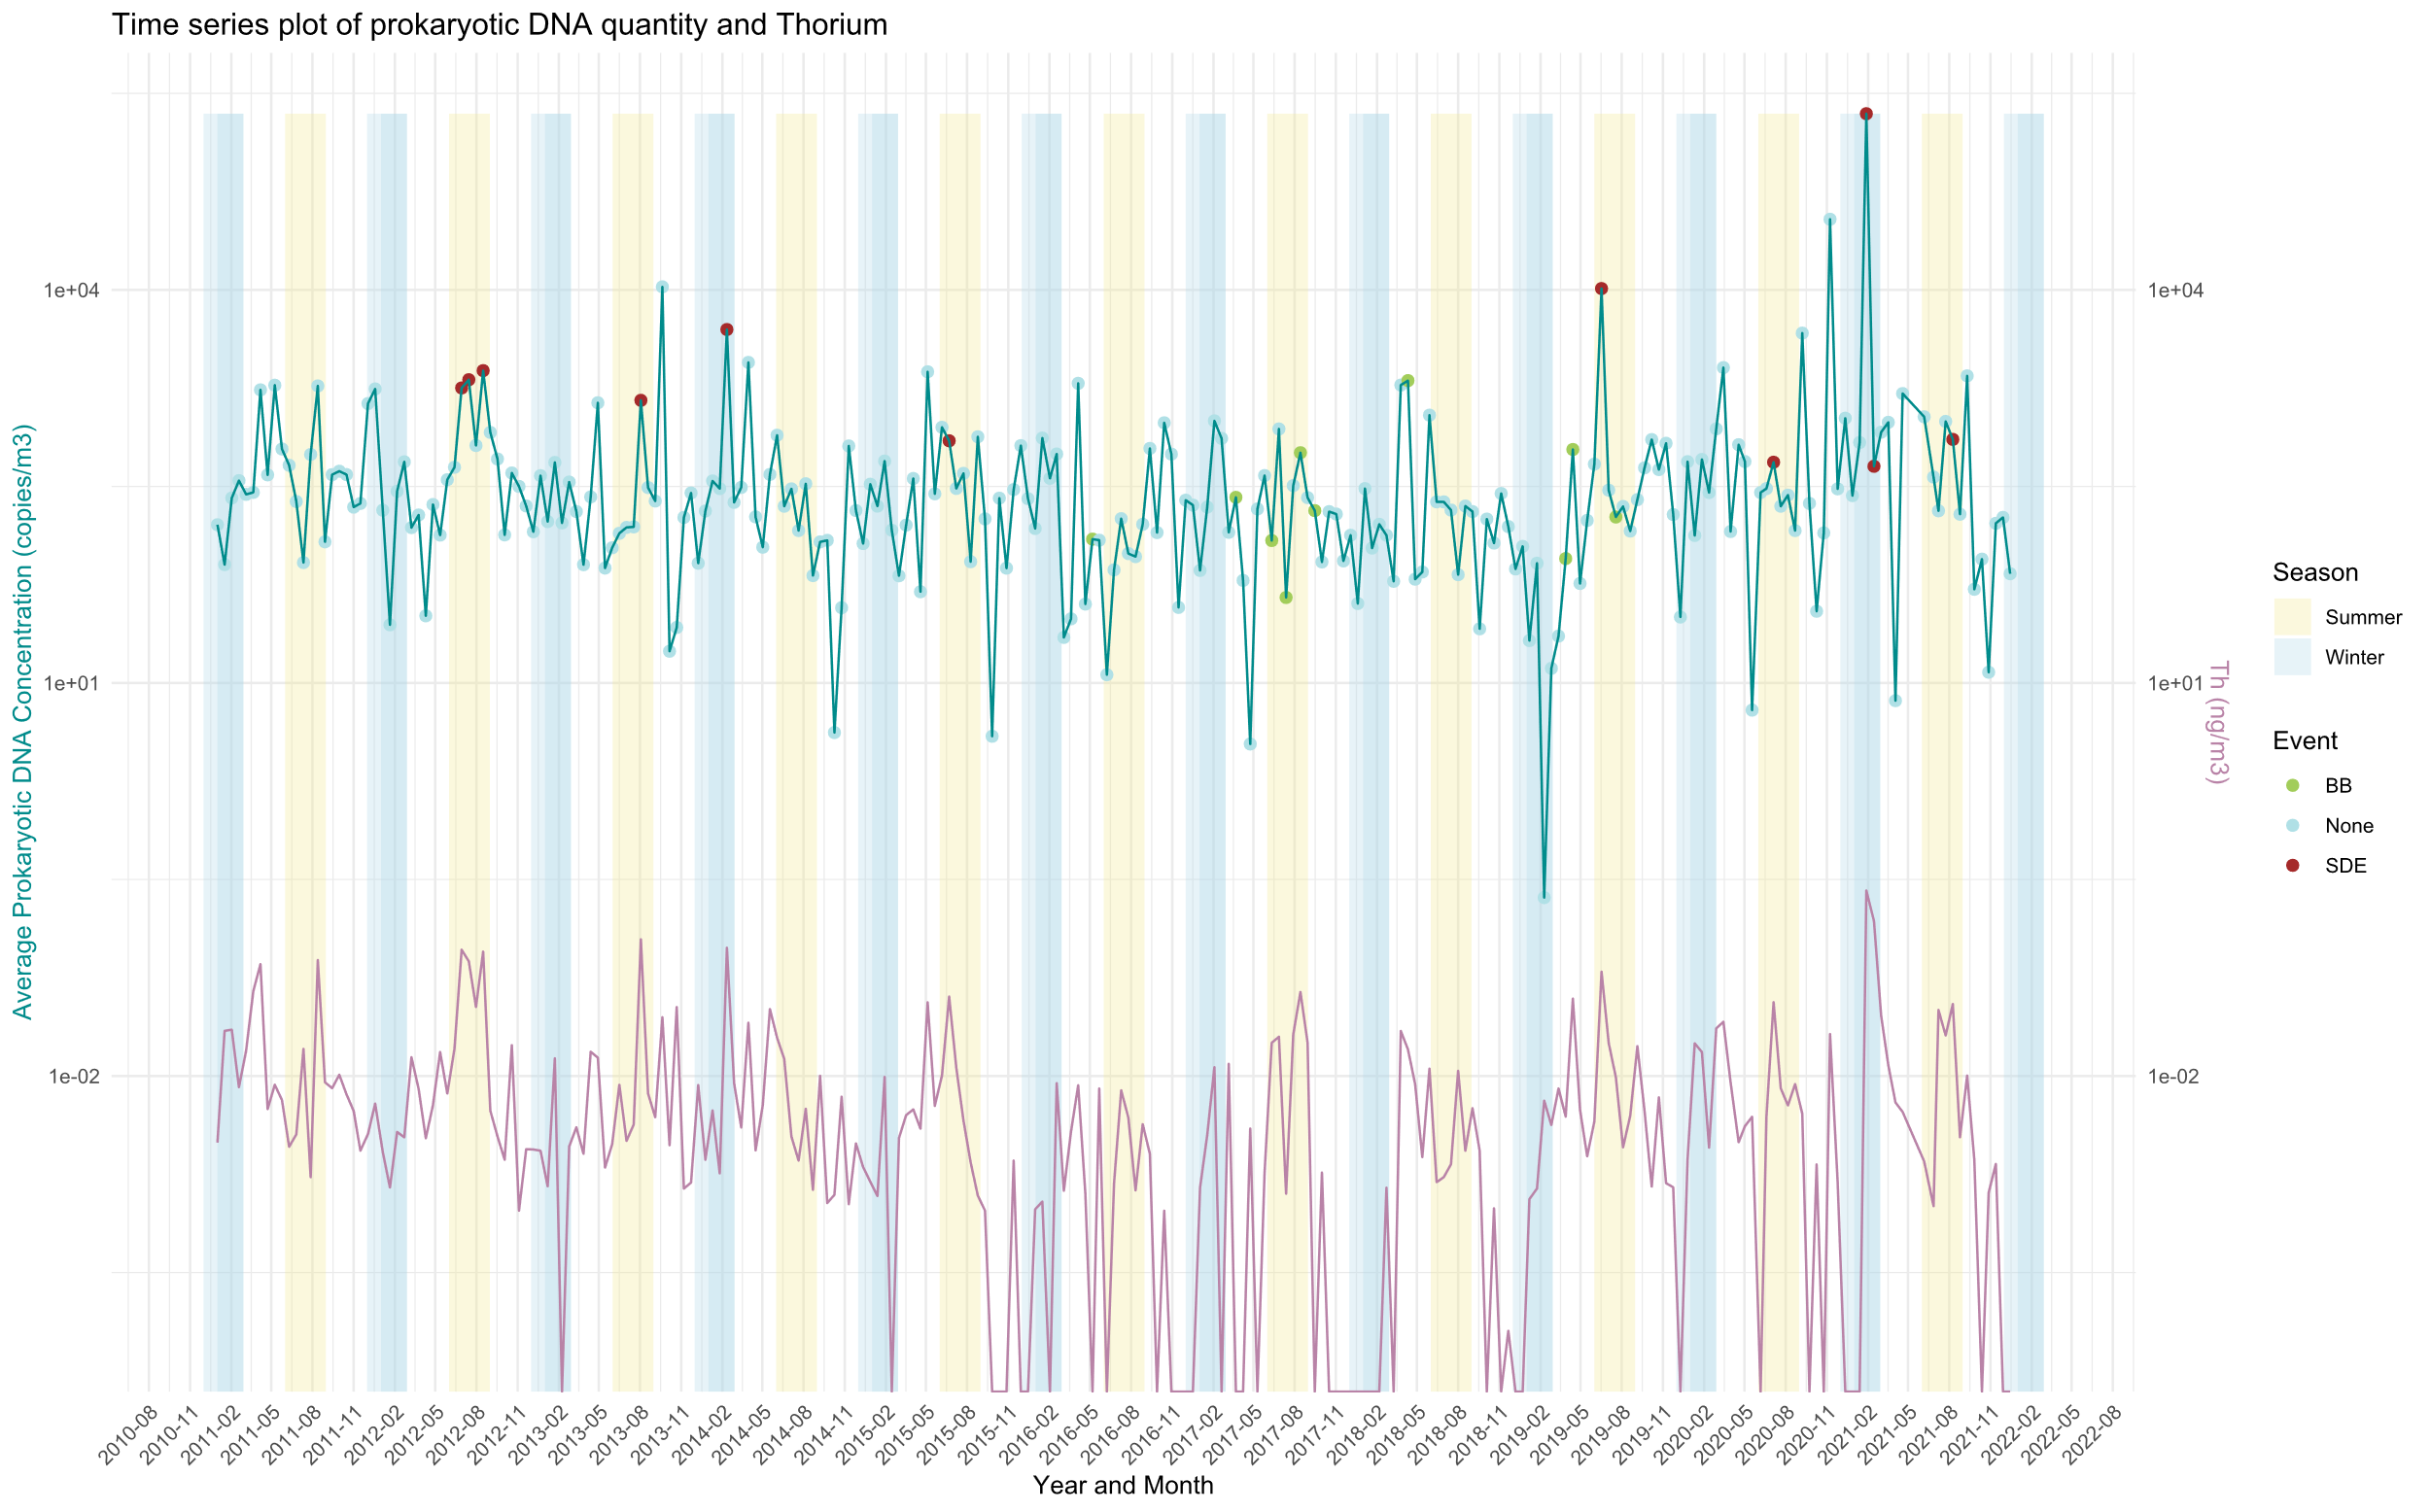 Time series plot of prokaryotic DNA quantity and Thorium
Average Prokaryotic DNA Concentration (copies/m3)
1e+04
1e+01
1e-02
1e+04
1e+01
1e-02
Th (ng/m3)
2010-08
2010-11
2011-02
2011-05
2011-08
2011-11
2012-02
2012-05
2012-08
2012-11
2013-02
2013-05
2013-08
2013-11
2014-02
2014-05
2014-08
2014-11
2015-02
2015-05
2015-08
2015-11
2016-02
2016-05
2016-08
2016-11
2017-02
2017-05
2017-08
2017-11
2018-02
2018-05
2018-08
2018-11
2019-02
2019-05
2019-08
2019-11
2020-02
2020-05
2020-08
2020-11
2021-02
2021-05
2021-08
2021-11
2022-02
2022-05
2022-08
Year and Month
Season
Summer
Winter
Event
BB
None
SDE